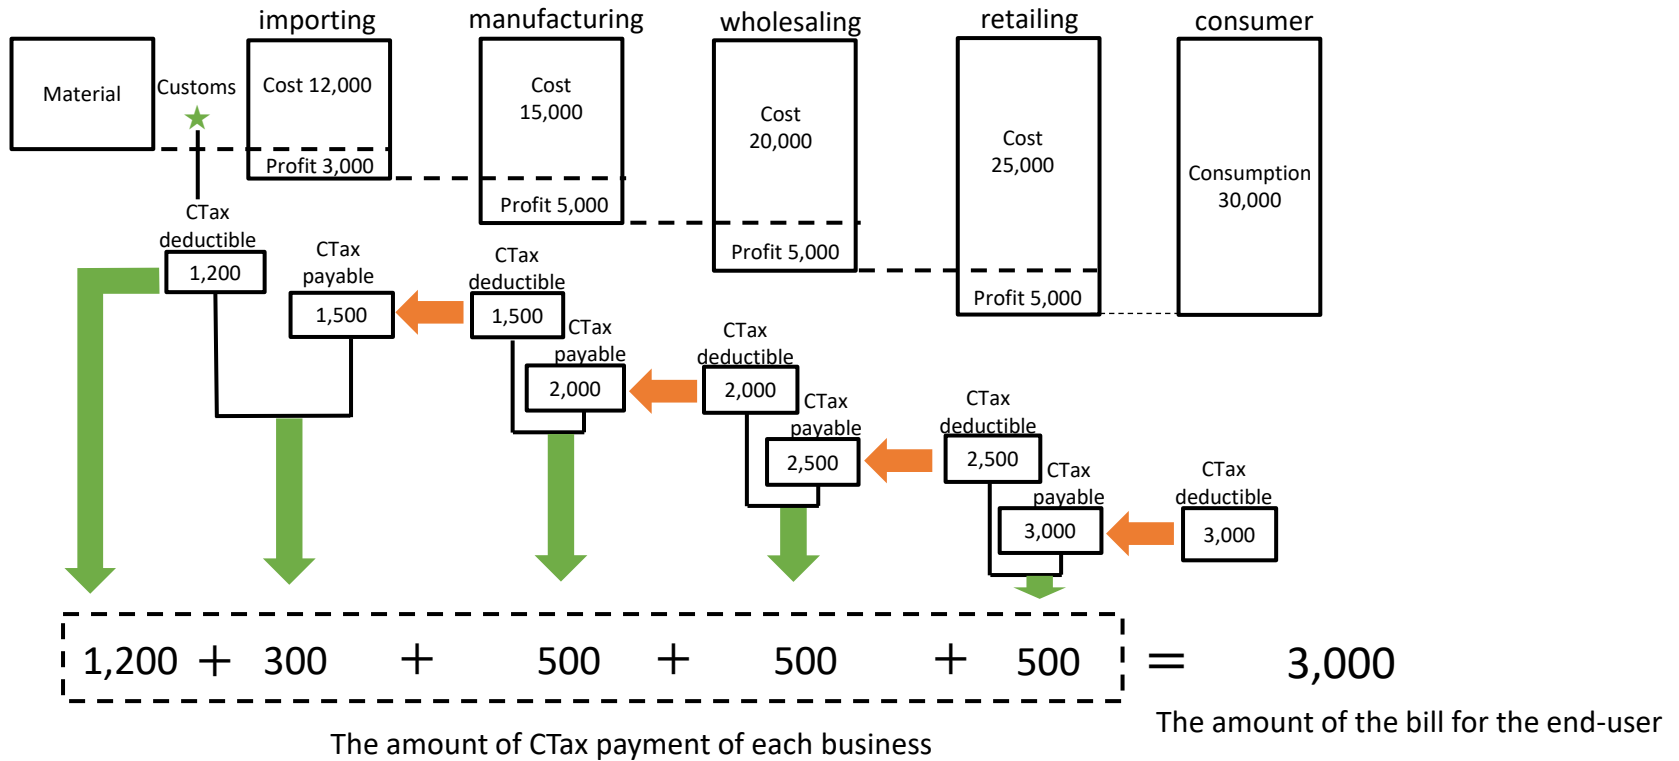 importing
manufacturing
wholesaling
retailing
consumer
Material
Customs
Cost 12,000
Profit 3,000
Cost
15,000
Profit 5,000
Cost
20,000
Profit 5,000
Cost
25,000
Profit 5,000
Consumption
30,000
CTax
deductible
1,200
CTax
payable
1,500
CTax
deductible
1,500
CTax
payable
2,000
CTax
deductible
2,000
CTax
payable
2,500
CTax
deductible
2,500
CTax
payable
3,000
CTax
deductible
3,000
1,200 + 300 + 500 + 500 + 500 = 3,000
The amount of CTax payment of each business
The amount of the bill for the end-user